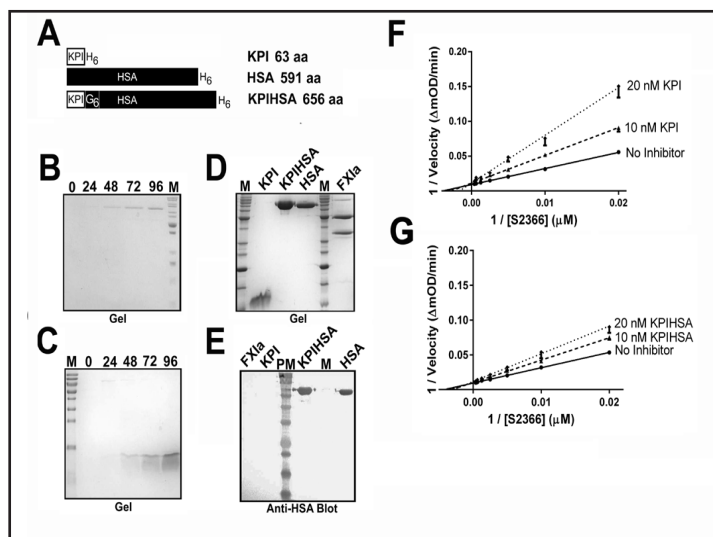 A
KPI H6
KPI 63 aa
HSA H6
HSA 591 aa
KPI G6 HSA H6
KPIHSA 656 aa
B
0 24 48 72 96 M
Gel
C
M 0 24 48 72 96
Gel
D
M KPI KPIHSA HSA M FXIa
Gel
E
FXIa KPI PM KPIHSA M HSA
Anti-HSA Blot
F
1 / Velocity (ΔmOD/min)
0.20
0.15
0.10
0.05
0.00 0.01 0.02
1 / [S2366] (μM)
20 nM KPI
10 nM KPI
No Inhibitor
G
1 / Velocity (ΔmOD/min)
0.20
0.15
0.10
0.05
0.00 0.01 0.02
1 / [S2366] (μM)
20 nM KPIHSA
10 nM KPIHSA
No Inhibitor